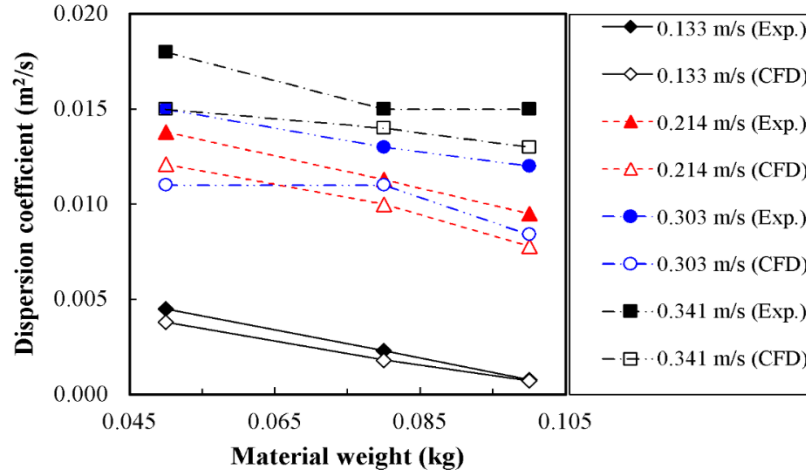 0.020
0.015
0.010
0.005
0.000
Dispersion coefficient (m²/s)
0.045
0.065
0.085
0.105
Material weight (kg)
0.133 m/s (Exp.)
0.133 m/s (CFD)
0.214 m/s (Exp.)
0.214 m/s (CFD)
0.303 m/s (Exp.)
0.303 m/s (CFD)
0.341 m/s (Exp.)
0.341 m/s (CFD)